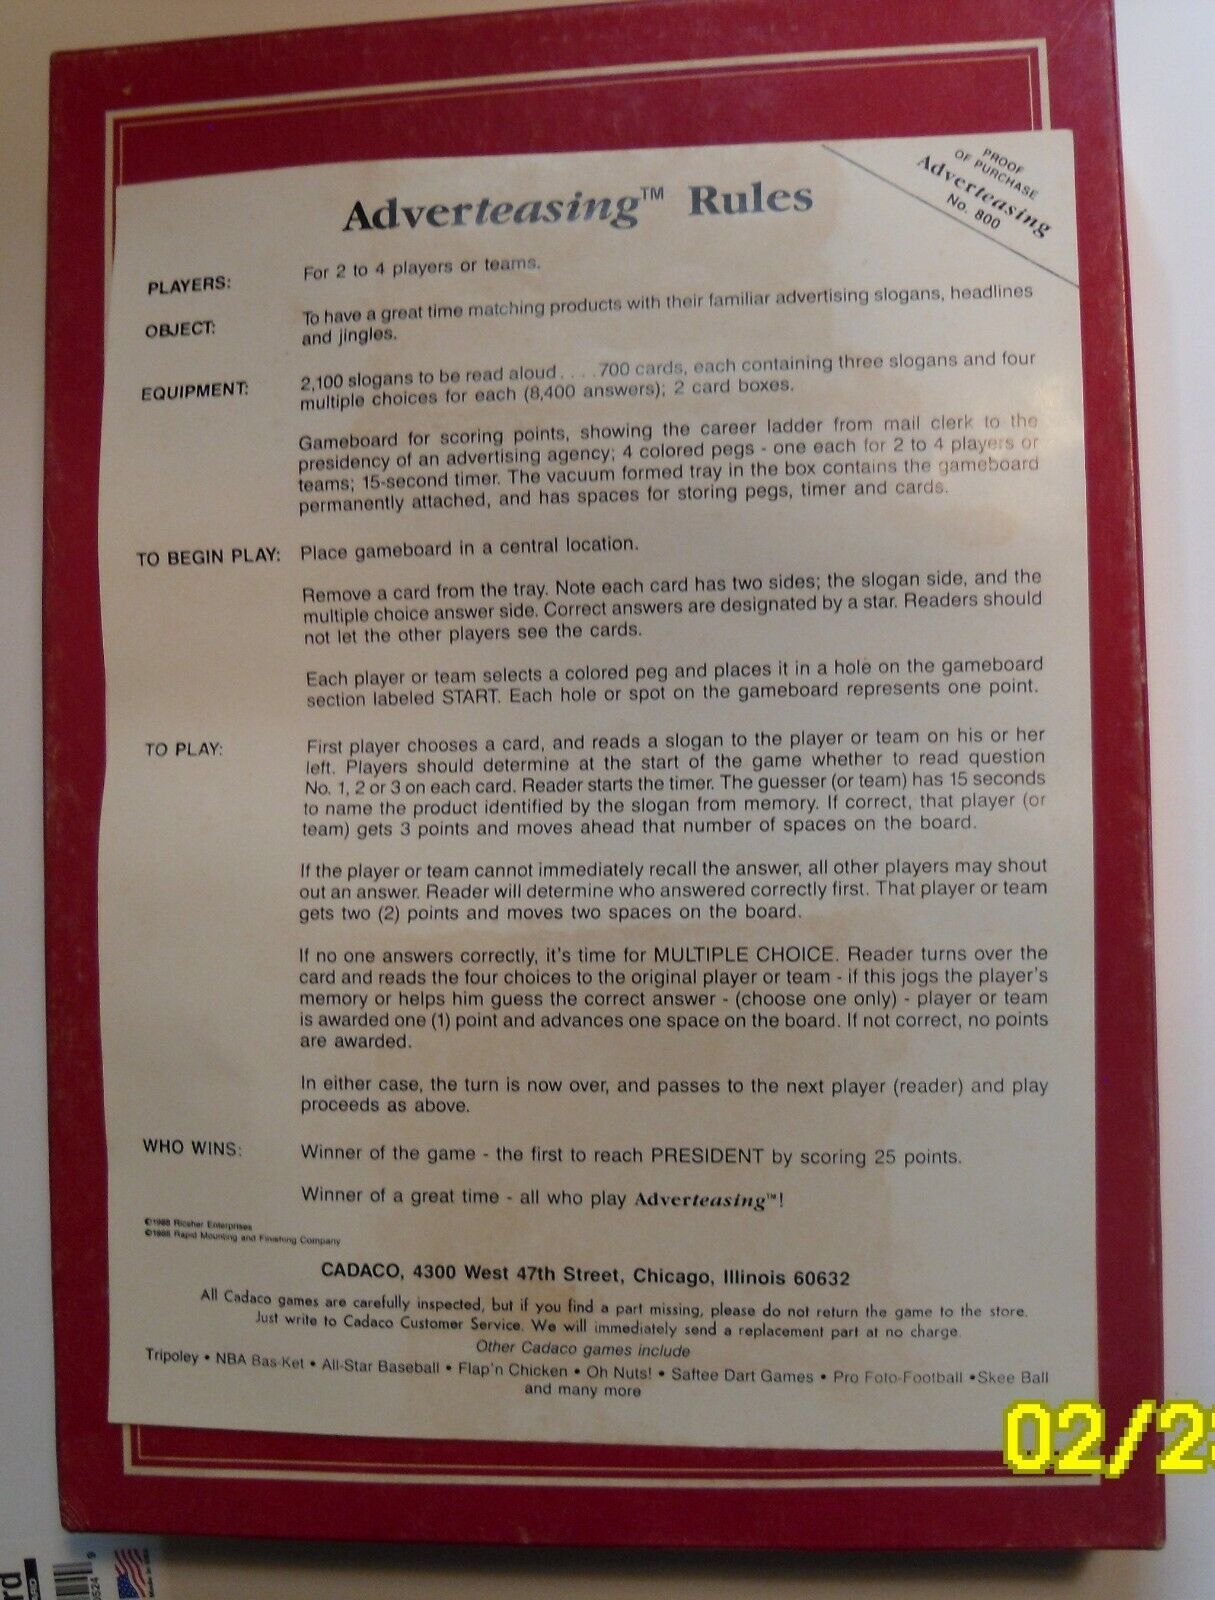 PROOF
OF PURCHASE
Adverteasing
No. 800
Adverteasing™ Rules
PLAYERS: For 2 to 4 players or teams.
OBJECT: To have a great time matching products with their familiar advertising slogans, headlines
and jingles.
EQUIPMENT: 2,100 slogans to be read aloud. . . .700 cards, each containing three slogans and four
multiple choices for each (8,400 answers); 2 card boxes.
Gameboard for scoring points, showing the career ladder from mail clerk to the
presidency of an advertising agency; 4 colored pegs - one each for 2 to 4 players or
teams; 15-second timer. The vacuum formed tray in the box contains the gameboard
permanently attached, and has spaces for storing pegs, timer and cards.
TO BEGIN PLAY: Place gameboard in a central location.
Remove a card from the tray. Note each card has two sides; the slogan side, and the
multiple choice answer side. Correct answers are designated by a star. Readers should
not let the other players see the cards.
Each player or team selects a colored peg and places it in a hole on the gameboard
section labeled START. Each hole or spot on the gameboard represents one point.
TO PLAY: First player chooses a card, and reads a slogan to the player or team on his or her
left. Players should determine at the start of the game whether to read question
No. 1, 2 or 3 on each card. Reader starts the timer. The guesser (or team) has 15 seconds
to name the product identified by the slogan from memory. If correct, that player (or
team) gets 3 points and moves ahead that number of spaces on the board.
If the player or team cannot immediately recall the answer, all other players may shout
out an answer. Reader will determine who answered correctly first. That player or team
gets two (2) points and moves two spaces on the board.
If no one answers correctly, it's time for MULTIPLE CHOICE. Reader turns over the
card and reads the four choices to the original player or team - if this jogs the player's
memory or helps him guess the correct answer - (choose one only) - player or team
is awarded one (1) point and advances one space on the board. If not correct, no points
are awarded.
In either case, the turn is now over, and passes to the next player (reader) and play
proceeds as above.
WHO WINS: Winner of the game - the first to reach PRESIDENT by scoring 25 points.
Winner of a great time - all who play Adverteasing™!
©1988 Ricsher Enterprises
©1988 Rapid Mounting and Finishing Company
CADACO, 4300 West 47th Street, Chicago, Illinois 60632
All Cadaco games are carefully inspected, but if you find a part missing, please do not return the game to the store.
Just write to Cadaco Customer Service. We will immediately send a replacement part at no charge.
Other Cadaco games include
Tripoley • NBA Bas-Ket • All-Star Baseball • Flap'n Chicken • Oh Nuts! • Saftee Dart Games • Pro Foto-Football •Skee Ball
and many more
02/23
rd
0524 9
Made in USA